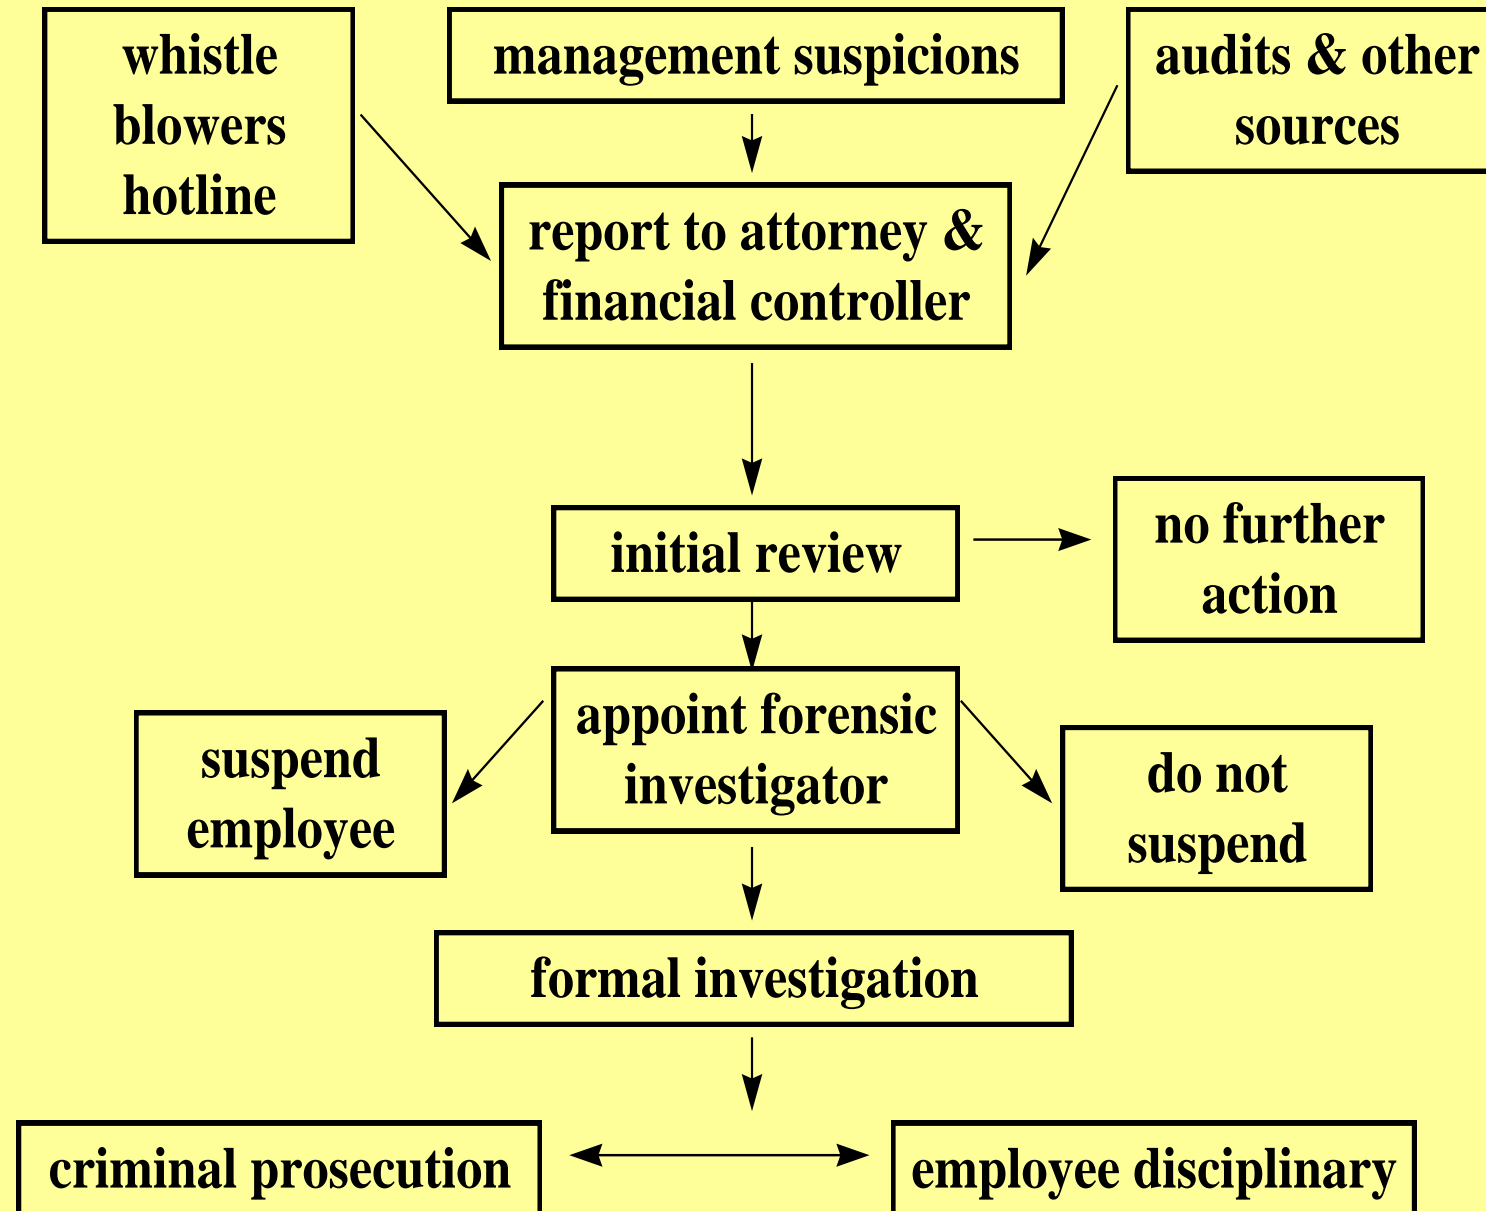 whistle
blowers
hotline
management suspicions
audits & other
sources
report to attorney &
financial controller
initial review
no further
action
appoint forensic
investigator
suspend
employee
do not
suspend
formal investigation
criminal prosecution
employee disciplinary